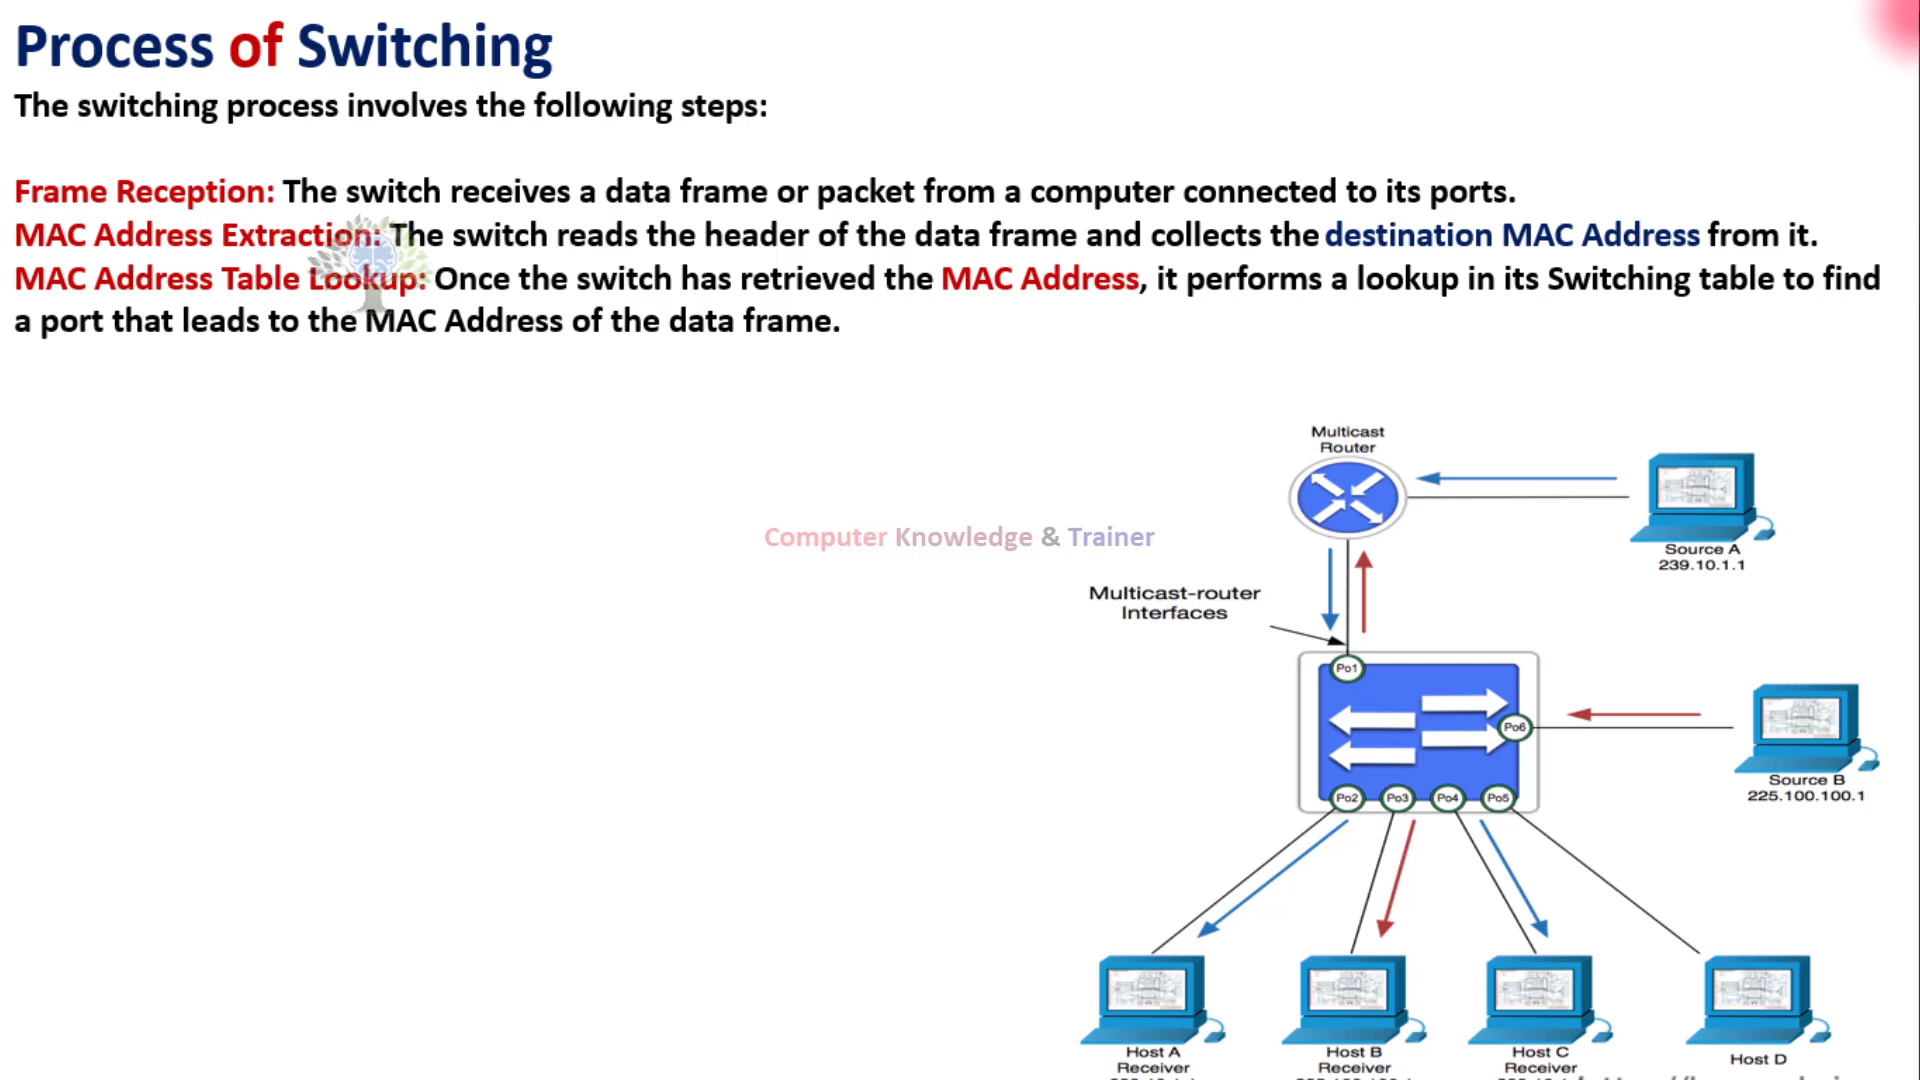 Process of Switching
The switching process involves the following steps:
Frame Reception: The switch receives a data frame or packet from a computer connected to its ports.
MAC Address Extraction: The switch reads the header of the data frame and collects the destination MAC Address from it.
MAC Address Table Lookup: Once the switch has retrieved the MAC Address, it performs a lookup in its Switching table to find
a port that leads to the MAC Address of the data frame.
Multicast
Router
Source A
239.10.1.1
Computer Knowledge & Trainer
Multicast-router
Interfaces
Po1
Po6
Source B
225.100.100.1
Po2 Po3 Po4 Po5
Host A
Receiver
Host B
Receiver
Host C
Receiver
Host D